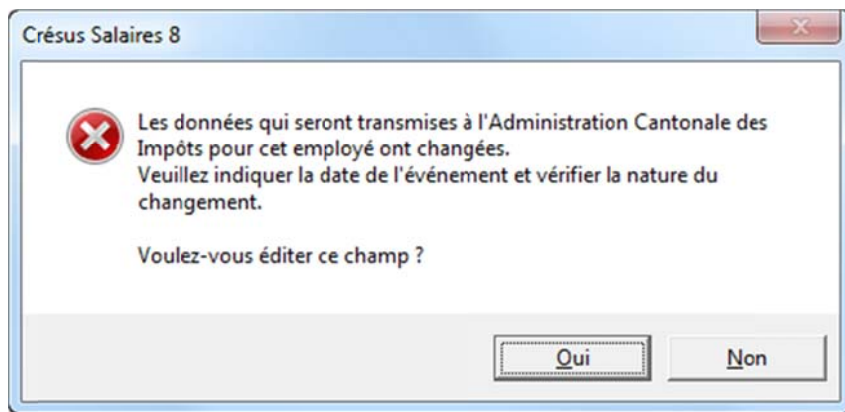 Crésus Salaires 8
Les données qui seront transmises à l'Administration Cantonale des
Impôts pour cet employé ont changées.
Veuillez indiquer la date de l'événement et vérifier la nature du
changement.
Voulez-vous éditer ce champ ?
Oui
Non